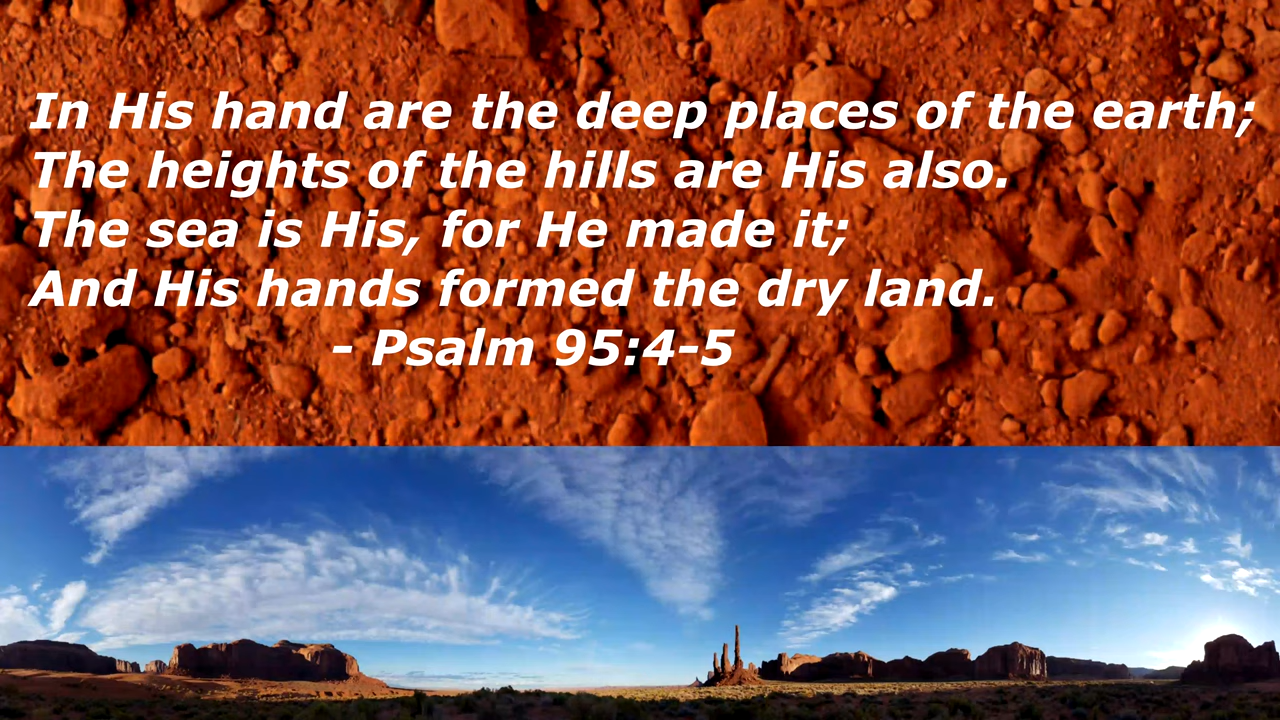 In His hand are the deep places of the earth;
The heights of the hills are His also.
The sea is His, for He made it;
And His hands formed the dry land.
- Psalm 95:4-5